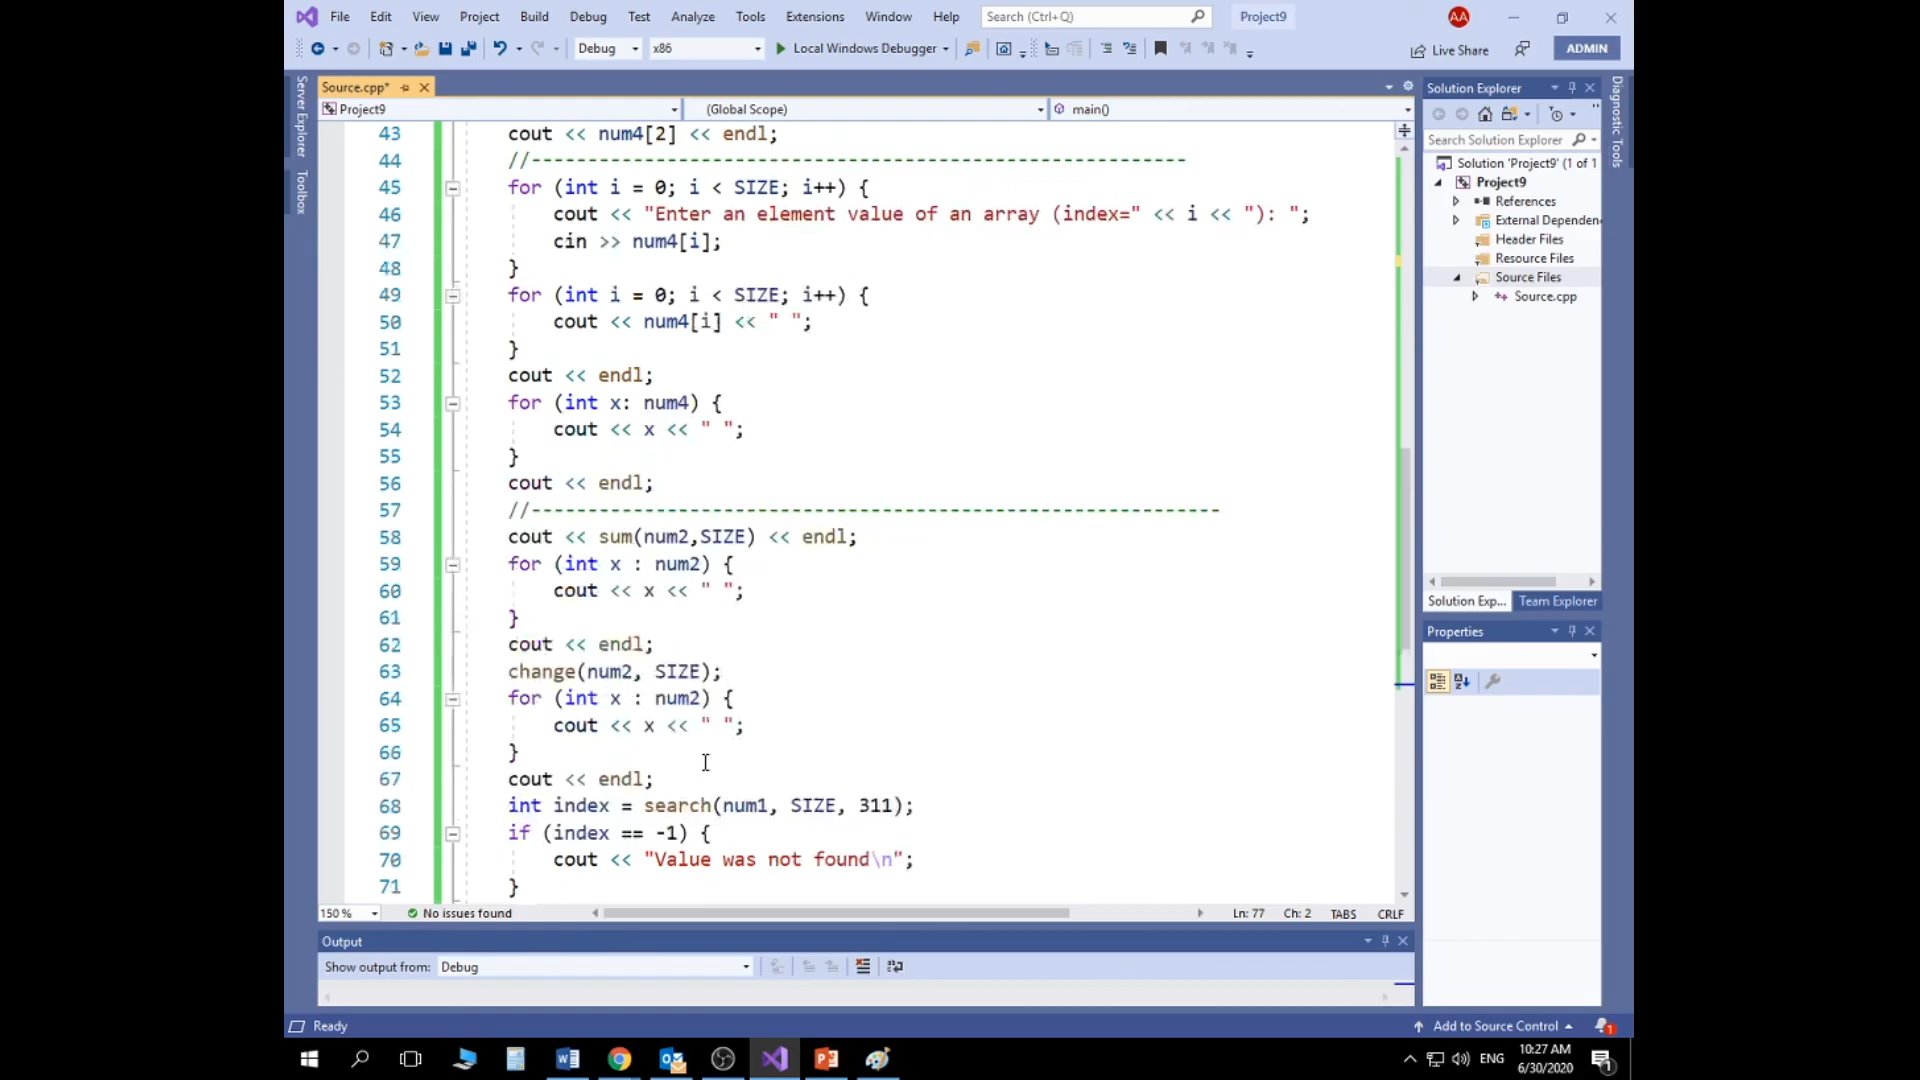 File Edit View Project Build Debug Test Analyze Tools Extensions Window Help Search (Ctrl+Q) Project9 AA
Debug x86 Local Windows Debugger Live Share ADMIN
Server Explorer
Toolbox
Source.cpp*
Project9 (Global Scope) main()
43 cout << num4[2] << endl;
44 //----------------------------------------------------------
45 for (int i = 0; i < SIZE; i++) {
46 cout << "Enter an element value of an array (index=" << i << "): ";
47 cin >> num4[i];
48 }
49 for (int i = 0; i < SIZE; i++) {
50 cout << num4[i] << " ";
51 }
52 cout << endl;
53 for (int x: num4) {
54 cout << x << " ";
55 }
56 cout << endl;
57 //-------------------------------------------------------------
58 cout << sum(num2,SIZE) << endl;
59 for (int x : num2) {
60 cout << x << " ";
61 }
62 cout << endl;
63 change(num2, SIZE);
64 for (int x : num2) {
65 cout << x << " ";
66 }
67 cout << endl;
68 int index = search(num1, SIZE, 311);
69 if (index == -1) {
70 cout << "Value was not found\n";
71 }
150 % No issues found Ln: 77 Ch: 2 TABS CRLF
Output
Show output from: Debug
Solution Explorer
Search Solution Explorer
Solution 'Project9' (1 of 1
Project9
References
External Dependen
Header Files
Resource Files
Source Files
Source.cpp
Solution Exp... Team Explorer
Properties
Diagnostic Tools
Ready Add to Source Control 1
ENG 10:27 AM
6/30/2020 1